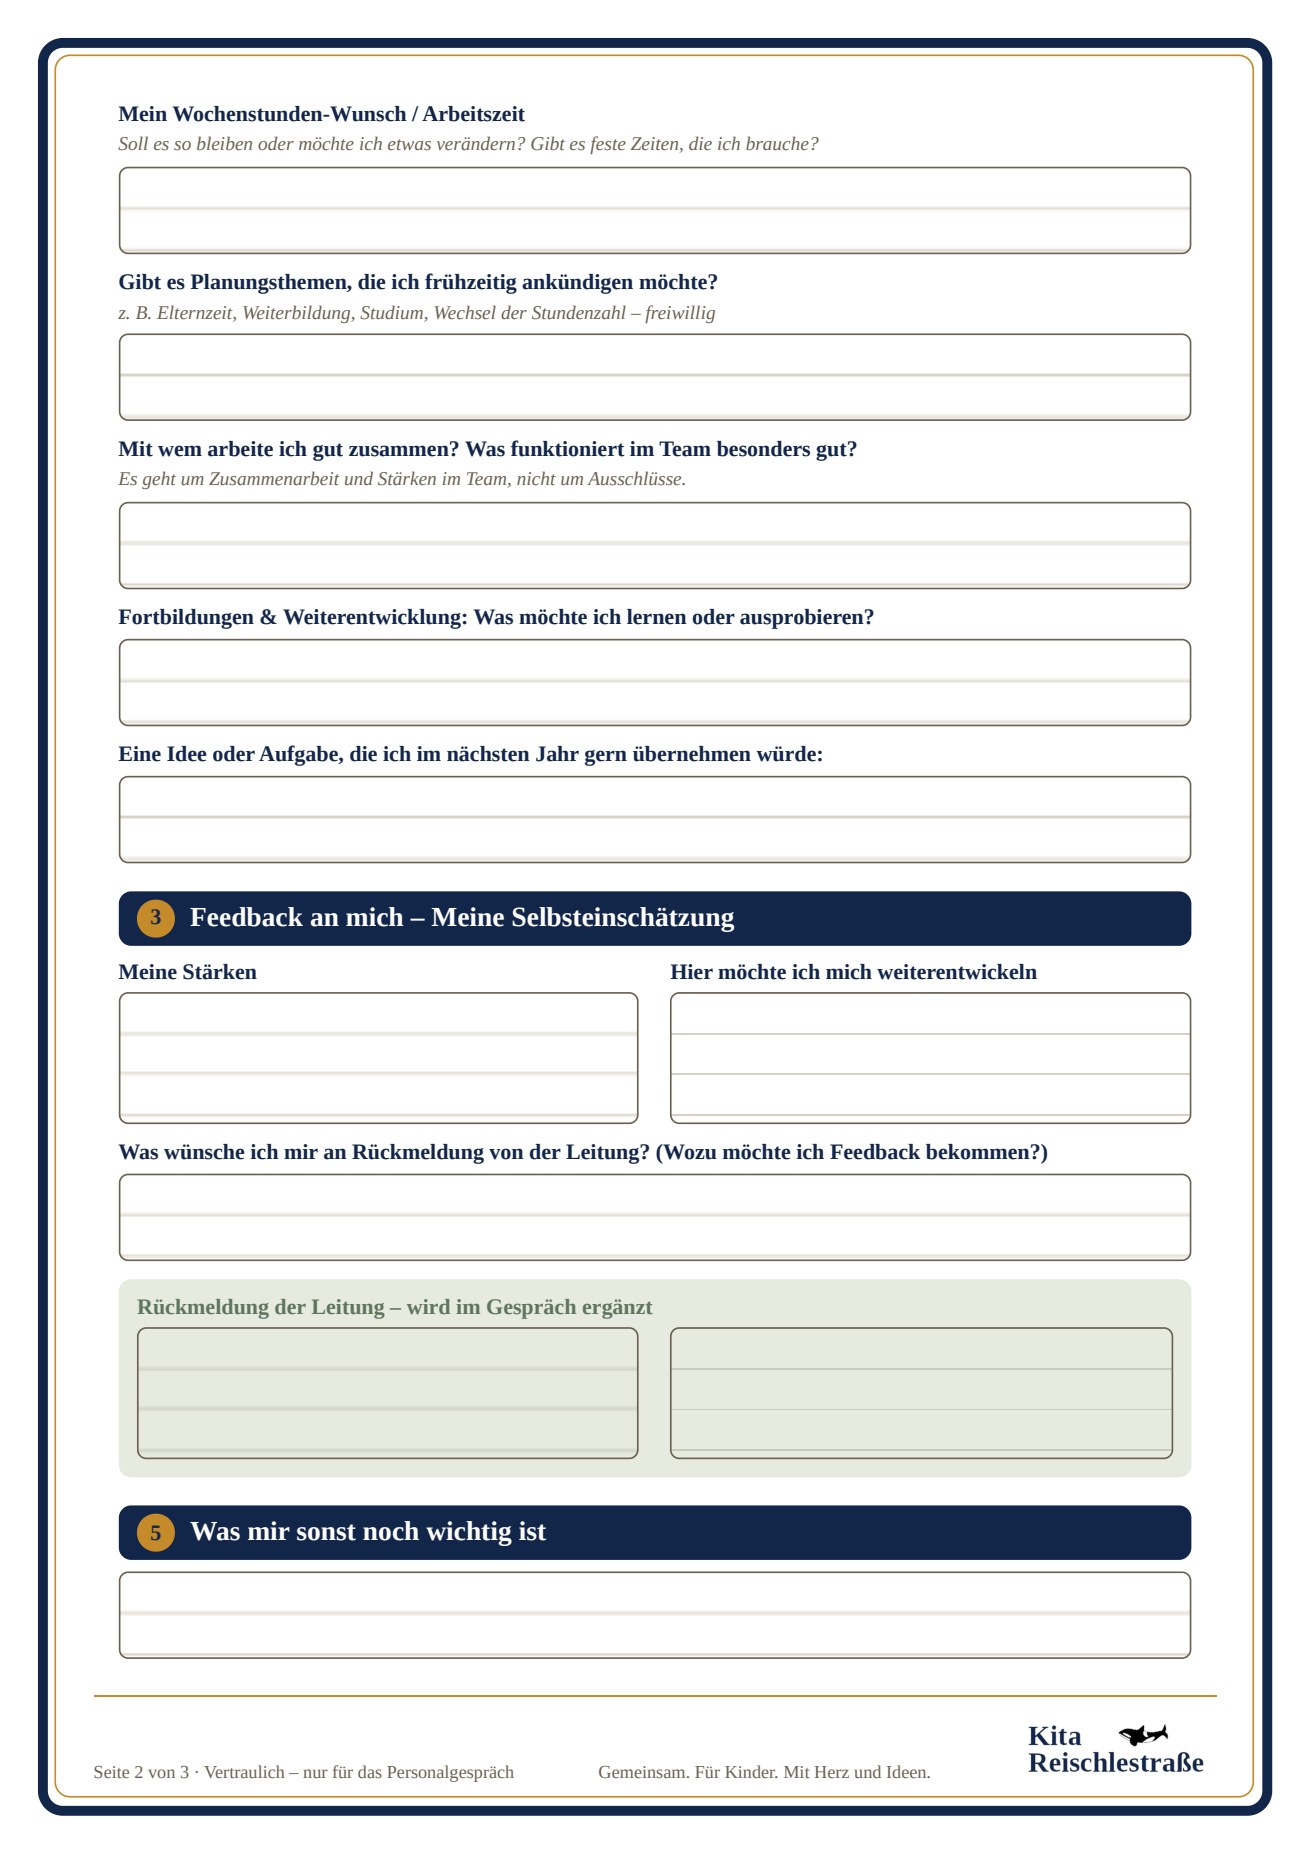 Mein Wochenstunden-Wunsch / Arbeitszeit
Soll es so bleiben oder möchte ich etwas verändern? Gibt es feste Zeiten, die ich brauche?
Gibt es Planungsthemen, die ich frühzeitig ankündigen möchte?
z. B. Elternzeit, Weiterbildung, Studium, Wechsel der Stundenzahl – freiwillig
Mit wem arbeite ich gut zusammen? Was funktioniert im Team besonders gut?
Es geht um Zusammenarbeit und Stärken im Team, nicht um Ausschlüsse.
Fortbildungen & Weiterentwicklung: Was möchte ich lernen oder ausprobieren?
Eine Idee oder Aufgabe, die ich im nächsten Jahr gern übernehmen würde:
3 Feedback an mich – Meine Selbsteinschätzung
Meine Stärken
Hier möchte ich mich weiterentwickeln
Was wünsche ich mir an Rückmeldung von der Leitung? (Wozu möchte ich Feedback bekommen?)
Rückmeldung der Leitung – wird im Gespräch ergänzt
5 Was mir sonst noch wichtig ist
Seite 2 von 3 · Vertraulich – nur für das Personalgespräch
Gemeinsam. Für Kinder. Mit Herz und Ideen.
Kita
Reischlestraße